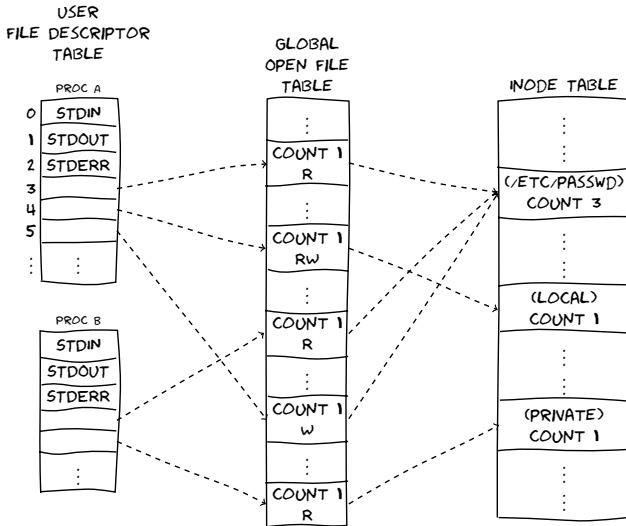 USER
FILE DESCRIPTOR
TABLE
PROC A
0 STDIN
1 STDOUT
2 STDERR
3
4
5
⋮ ⋮
PROC B
STDIN
STDOUT
STDERR
⋮
GLOBAL
OPEN FILE
TABLE
⋮
COUNT 1
R
⋮
COUNT 1
RW
⋮
COUNT 1
R
⋮
COUNT 1
W
⋮
COUNT 1
R
INODE TABLE
⋮
(/ETC/PASSWD)
COUNT 3
⋮
(LOCAL)
COUNT 1
⋮
(PRIVATE)
COUNT 1
⋮